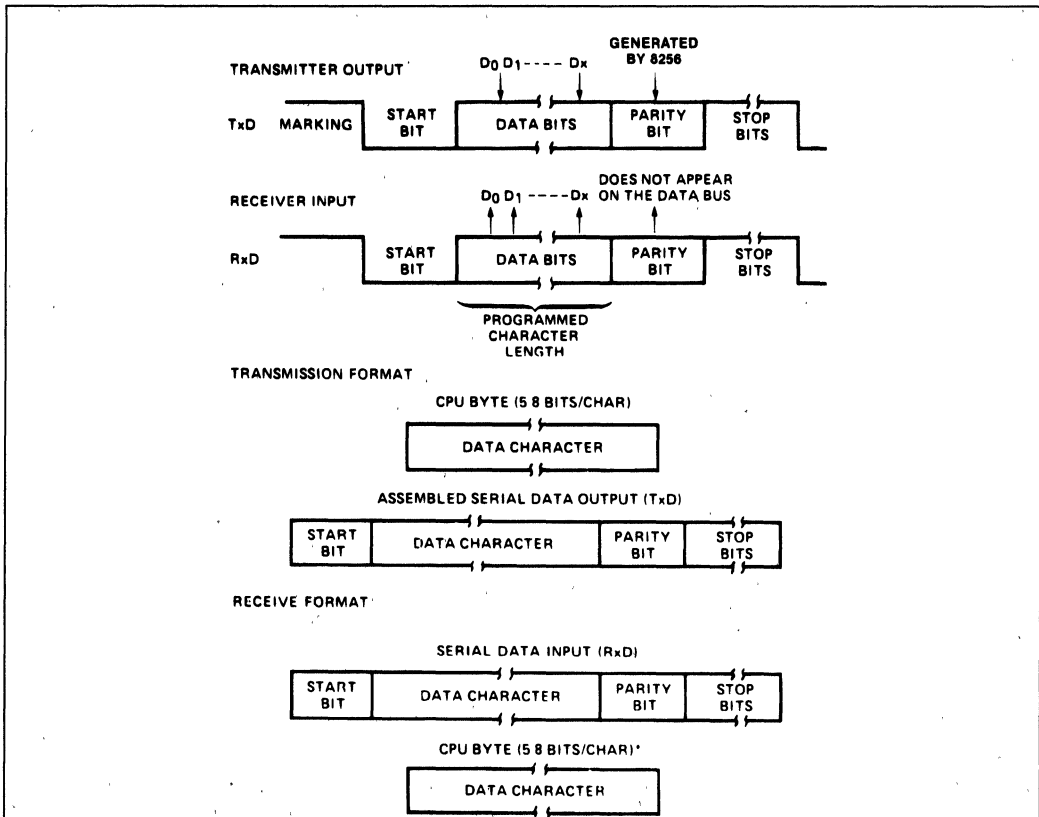 GENERATED
BY 8256
TRANSMITTER OUTPUT
D0 D1 ---- Dx
TxD MARKING
START
BIT
DATA BITS
PARITY
BIT
STOP
BITS
DOES NOT APPEAR
ON THE DATA BUS
RECEIVER INPUT
D0 D1 ---- Dx
RxD
START
BIT
DATA BITS
PARITY
BIT
STOP
BITS
PROGRAMMED
CHARACTER
LENGTH
TRANSMISSION FORMAT
CPU BYTE (5 8 BITS/CHAR)
DATA CHARACTER
ASSEMBLED SERIAL DATA OUTPUT (TxD)
START
BIT
DATA CHARACTER
PARITY
BIT
STOP
BITS
RECEIVE FORMAT
SERIAL DATA INPUT (RxD)
START
BIT
DATA CHARACTER
PARITY
BIT
STOP
BITS
CPU BYTE (5 8 BITS/CHAR)*
DATA CHARACTER